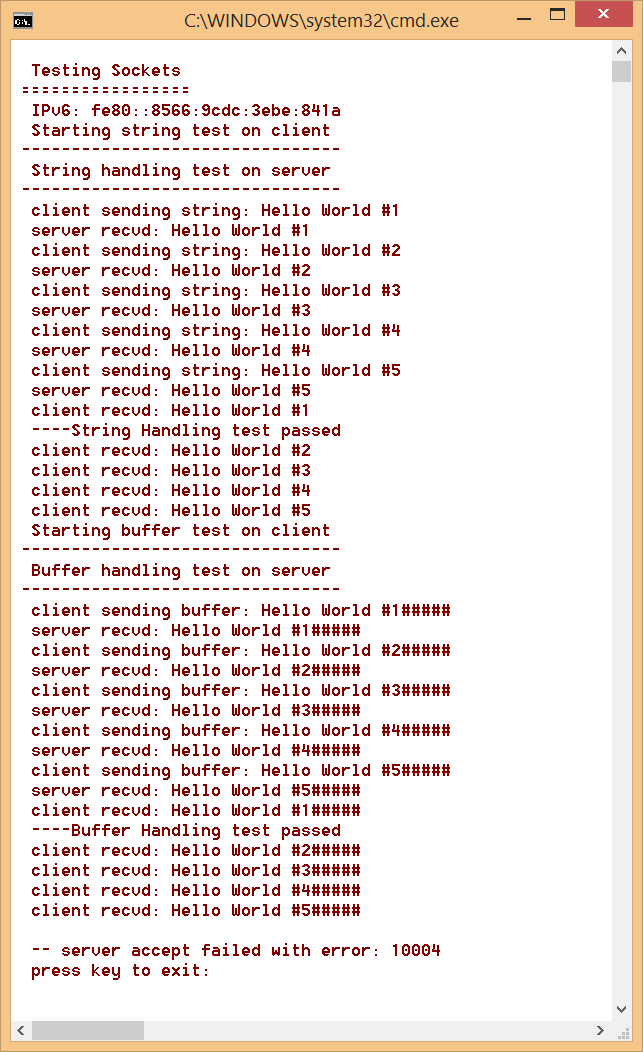 C:\WINDOWS\system32\cmd.exe
Testing Sockets
=================
IPv6: fe80::8566:9cdc:3ebe:841a
Starting string test on client
--------------------------------
String handling test on server
--------------------------------
client sending string: Hello World #1
server recvd: Hello World #1
client sending string: Hello World #2
server recvd: Hello World #2
client sending string: Hello World #3
server recvd: Hello World #3
client sending string: Hello World #4
server recvd: Hello World #4
client sending string: Hello World #5
server recvd: Hello World #5
client recvd: Hello World #1
----String Handling test passed
client recvd: Hello World #2
client recvd: Hello World #3
client recvd: Hello World #4
client recvd: Hello World #5
Starting buffer test on client
--------------------------------
Buffer handling test on server
--------------------------------
client sending buffer: Hello World #1#####
server recvd: Hello World #1#####
client sending buffer: Hello World #2#####
server recvd: Hello World #2#####
client sending buffer: Hello World #3#####
server recvd: Hello World #3#####
client sending buffer: Hello World #4#####
server recvd: Hello World #4#####
client sending buffer: Hello World #5#####
server recvd: Hello World #5#####
client recvd: Hello World #1#####
----Buffer Handling test passed
client recvd: Hello World #2#####
client recvd: Hello World #3#####
client recvd: Hello World #4#####
client recvd: Hello World #5#####
-- server accept failed with error: 10004
press key to exit: